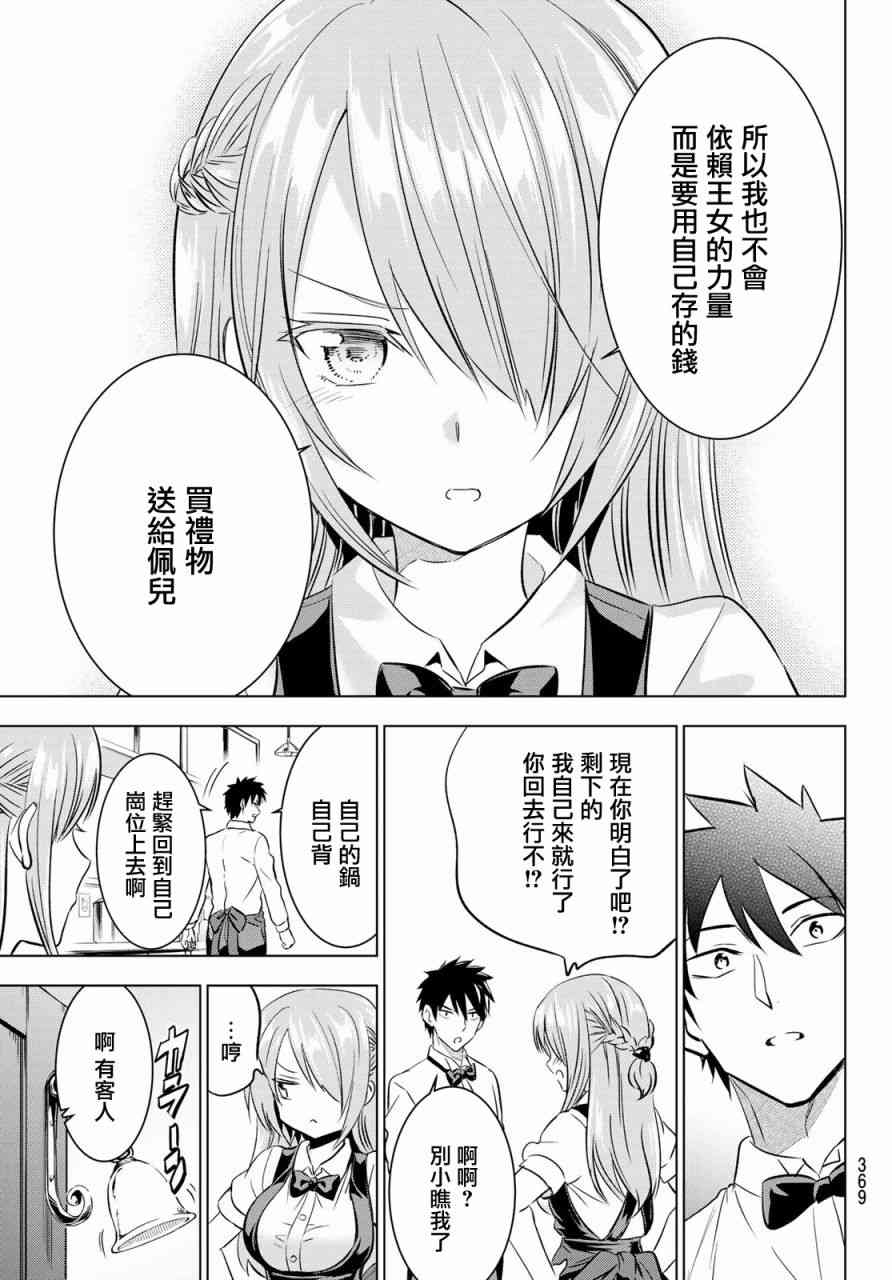 所以我也不會
依賴王女的力量
而是要用自己存的錢
買禮物
送給佩兒
現在你明白了吧!?
剩下的
我自己來就行了
你回去行不!?
自己的鍋
自己背
趕緊回到自己
崗位上去啊
啊啊?
別小瞧我了
…哼
啊 有客人
カラーン
369